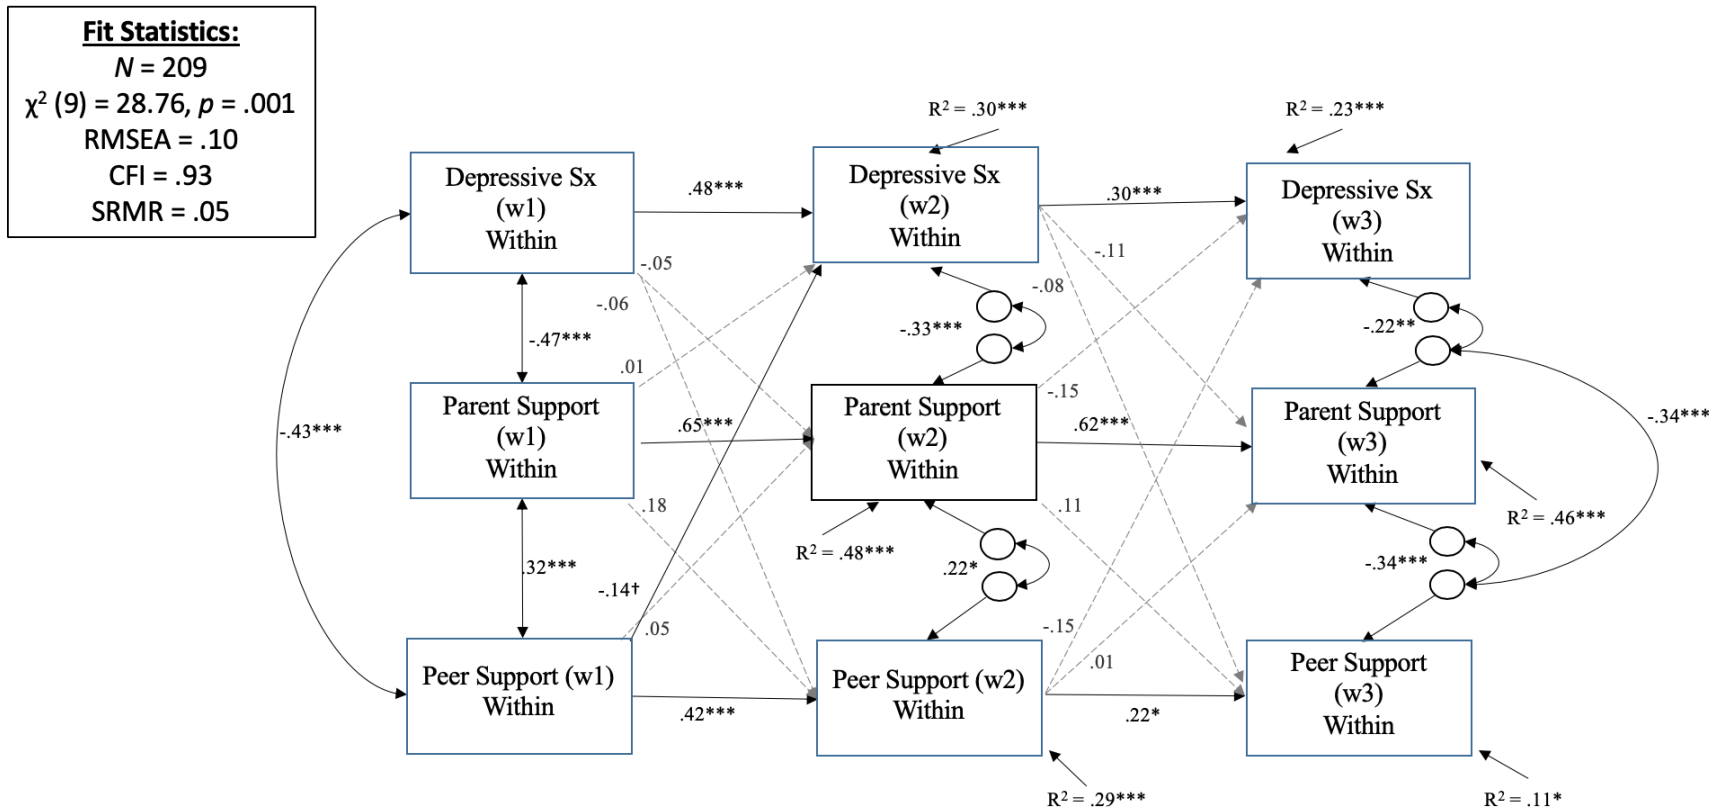 Fit Statistics:
N = 209
χ² (9) = 28.76, p = .001
RMSEA = .10
CFI = .93
SRMR = .05
R² = .30***
R² = .23***
Depressive Sx
(w1)
Within
.48***
Depressive Sx
(w2)
Within
.30***
Depressive Sx
(w3)
Within
-.05
-.06
-.11
-.08
-.47***
-.33***
-.22**
.01
-.15
-.43***
Parent Support
(w1)
Within
.65***
Parent Support
(w2)
Within
.62***
Parent Support
(w3)
Within
-.34***
.18
.11
R² = .48***
R² = .46***
.32***
.22*
-.34***
-.14†
.05
-.15
.01
Peer Support (w1)
Within
.42***
Peer Support (w2)
Within
.22*
Peer Support
(w3)
Within
R² = .29***
R² = .11*